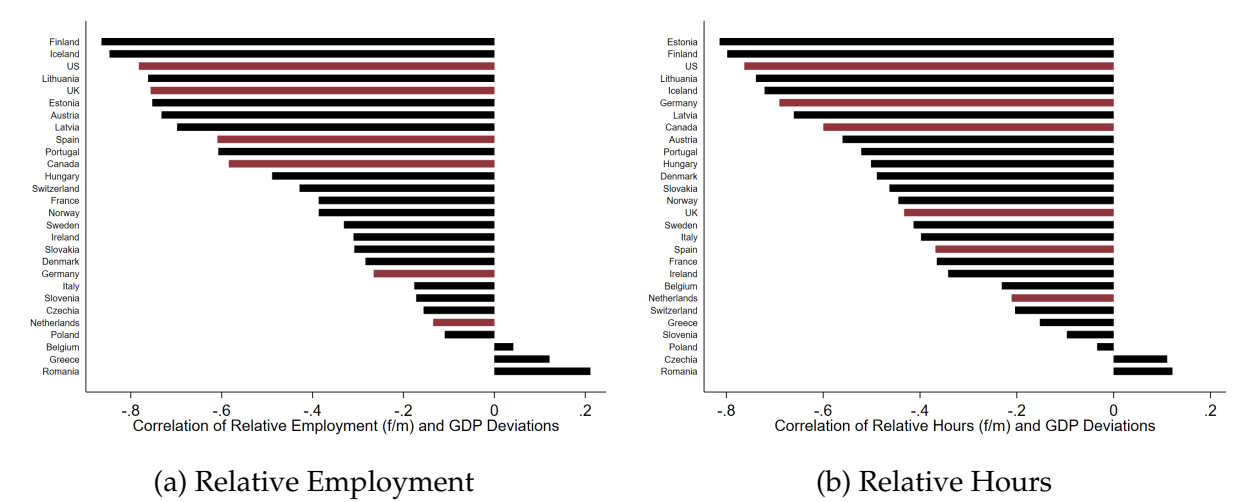 Finland
Iceland
US
Lithuania
UK
Estonia
Austria
Latvia
Spain
Portugal
Canada
Hungary
Switzerland
France
Norway
Sweden
Ireland
Slovakia
Denmark
Germany
Italy
Slovenia
Czechia
Netherlands
Poland
Belgium
Greece
Romania
-.8 -.6 -.4 -.2 0 .2
Correlation of Relative Employment (f/m) and GDP Deviations
(a) Relative Employment
Estonia
Finland
US
Lithuania
Iceland
Germany
Latvia
Canada
Austria
Portugal
Hungary
Denmark
Slovakia
Norway
UK
Sweden
Italy
Spain
France
Ireland
Belgium
Netherlands
Switzerland
Greece
Slovenia
Poland
Czechia
Romania
-.8 -.6 -.4 -.2 0 .2
Correlation of Relative Hours (f/m) and GDP Deviations
(b) Relative Hours